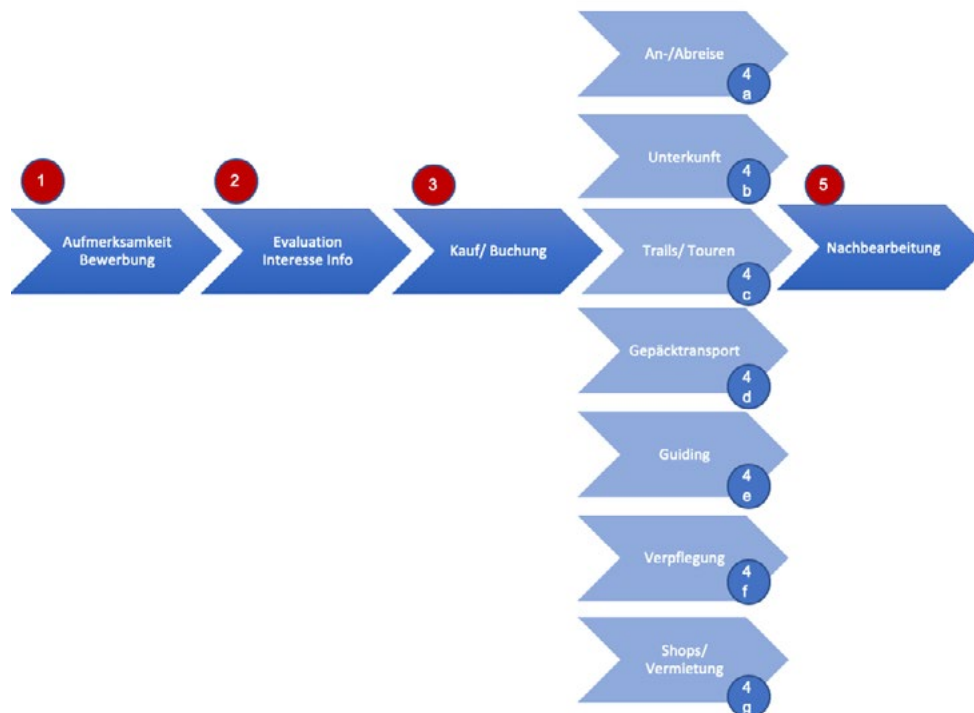 An-/Abreise
4
a
Unterkunft
4
b
1
2
3
5
Aufmerksamkeit
Bewerbung
Evaluation
Interesse Info
Kauf/ Buchung
Trails/ Touren
4
c
Nachbearbeitung
Gepäcktransport
4
d
Guiding
4
e
Verpflegung
4
f
Shops/
Vermietung
4
g